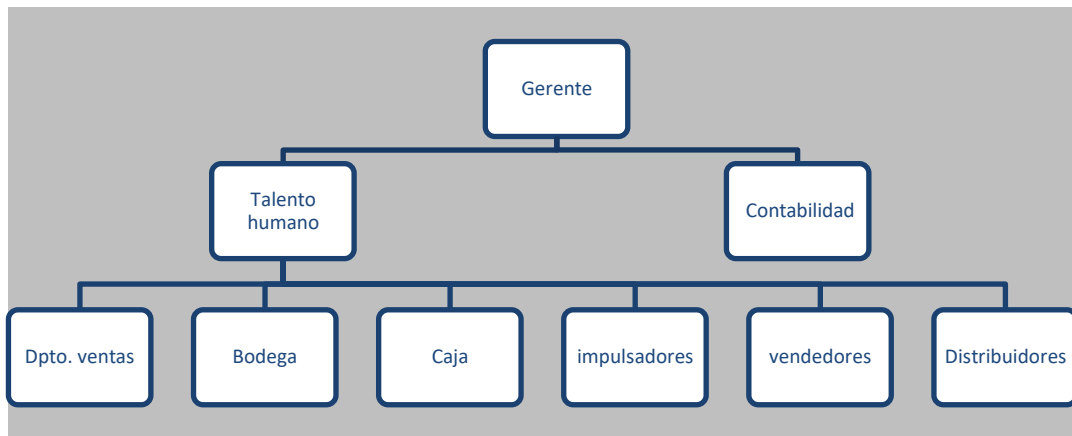 Gerente
Talento
humano
Contabilidad
Dpto. ventas
Bodega
Caja
impulsadores
vendedores
Distribuidores